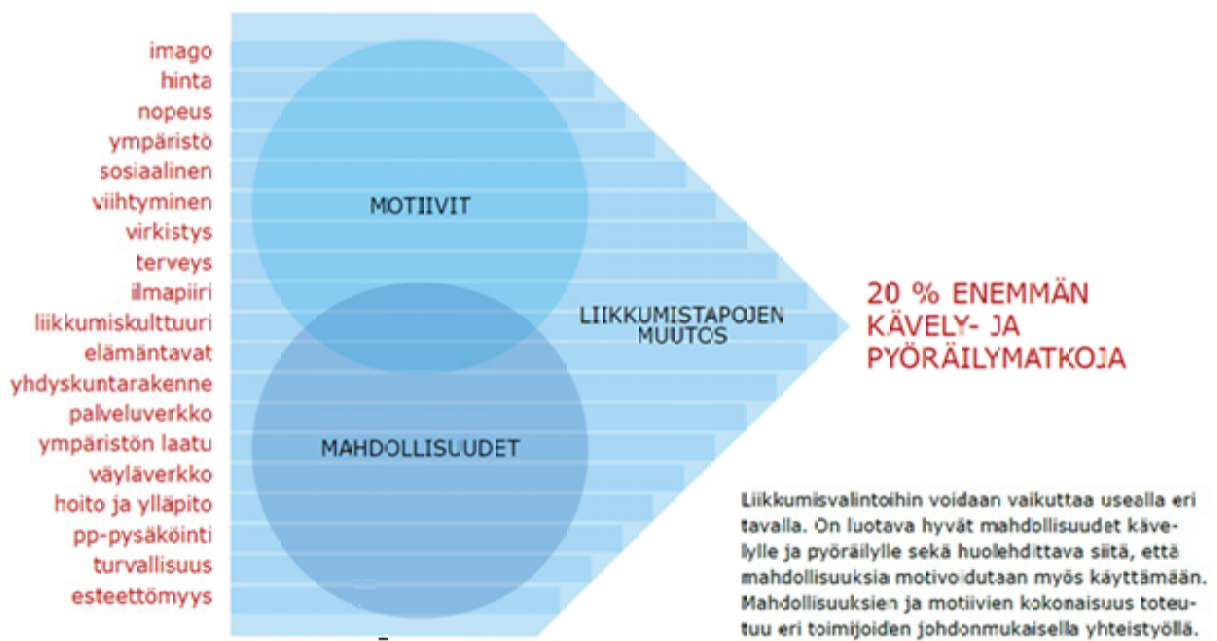 imago
hinta
nopeus
ympäristö
sosiaalinen
viihtyminen
virkistys
terveys
ilmapiiri
liikkumiskulttuuri
elämäntavat
yhdyskuntarakenne
palveluverkko
ympäristön laatu
väyläverkko
hoito ja ylläpito
pp-pysäköinti
turvallisuus
esteettömyys
MOTIIVIT
MAHDOLLISUUDET
LIIKKUMISTAPOJEN
MUUTOS
20 % ENEMMÄN
KÄVELY- JA
PYÖRÄILYMATKOJA
Liikkumisvalintoihin voidaan vaikuttaa usealla eri
tavalla. On luotava hyvät mahdollisuudet käve-
lylle ja pyöräilylle sekä huolehdittava siitä, että
mahdollisuuksia motivoidutaan myös käyttämään.
Mahdollisuuksien ja motiivien kokonaisuus toteu-
tuu eri toimijoiden johdonmukaisella yhteistyöllä.